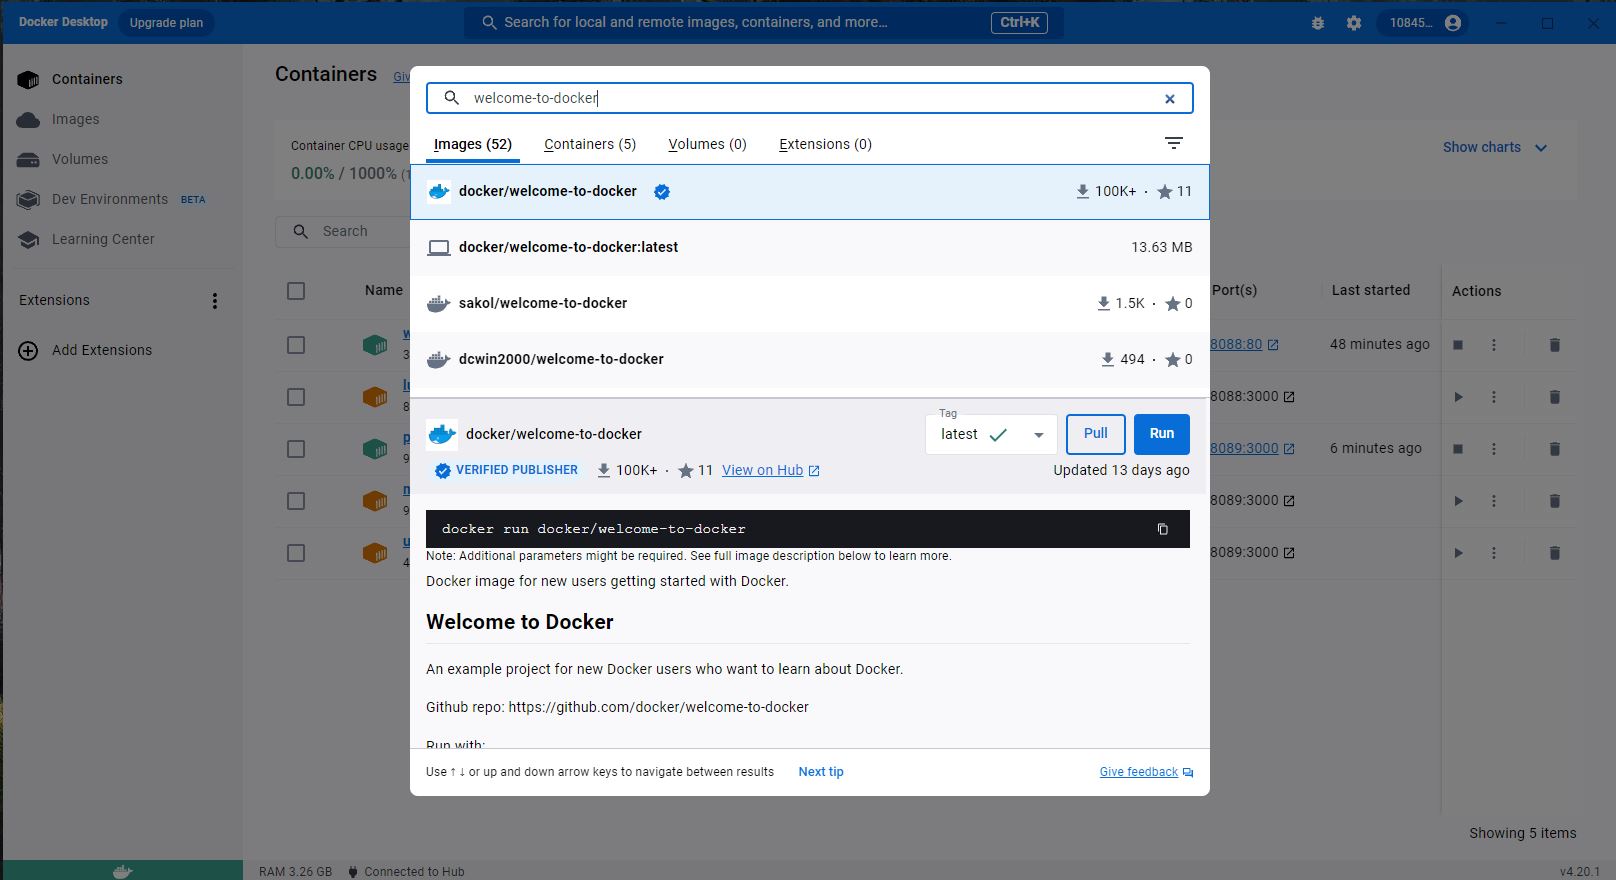 Docker Desktop Upgrade plan Search for local and remote images, containers, and more... Ctrl+K 10845...
Containers
Images
Volumes
Dev Environments BETA
Learning Center
Extensions
Add Extensions
Containers
Container CPU usage
0.00% / 1000%
Show charts
Search
Name Port(s) Last started Actions
8088:80 48 minutes ago
8088:3000
8089:3000 6 minutes ago
8089:3000
8089:3000
Showing 5 items
welcome-to-docker
Images (52) Containers (5) Volumes (0) Extensions (0)
docker/welcome-to-docker 100K+ · 11
docker/welcome-to-docker:latest 13.63 MB
sakol/welcome-to-docker 1.5K · 0
dcwin2000/welcome-to-docker 494 · 0
docker/welcome-to-docker Tag latest Pull Run
VERIFIED PUBLISHER 100K+ · 11 View on Hub Updated 13 days ago
docker run docker/welcome-to-docker
Note: Additional parameters might be required. See full image description below to learn more.
Docker image for new users getting started with Docker.
Welcome to Docker
An example project for new Docker users who want to learn about Docker.
Github repo: https://github.com/docker/welcome-to-docker
Run with:
Use ↑ ↓ or up and down arrow keys to navigate between results Next tip Give feedback
RAM 3.26 GB Connected to Hub v4.20.1